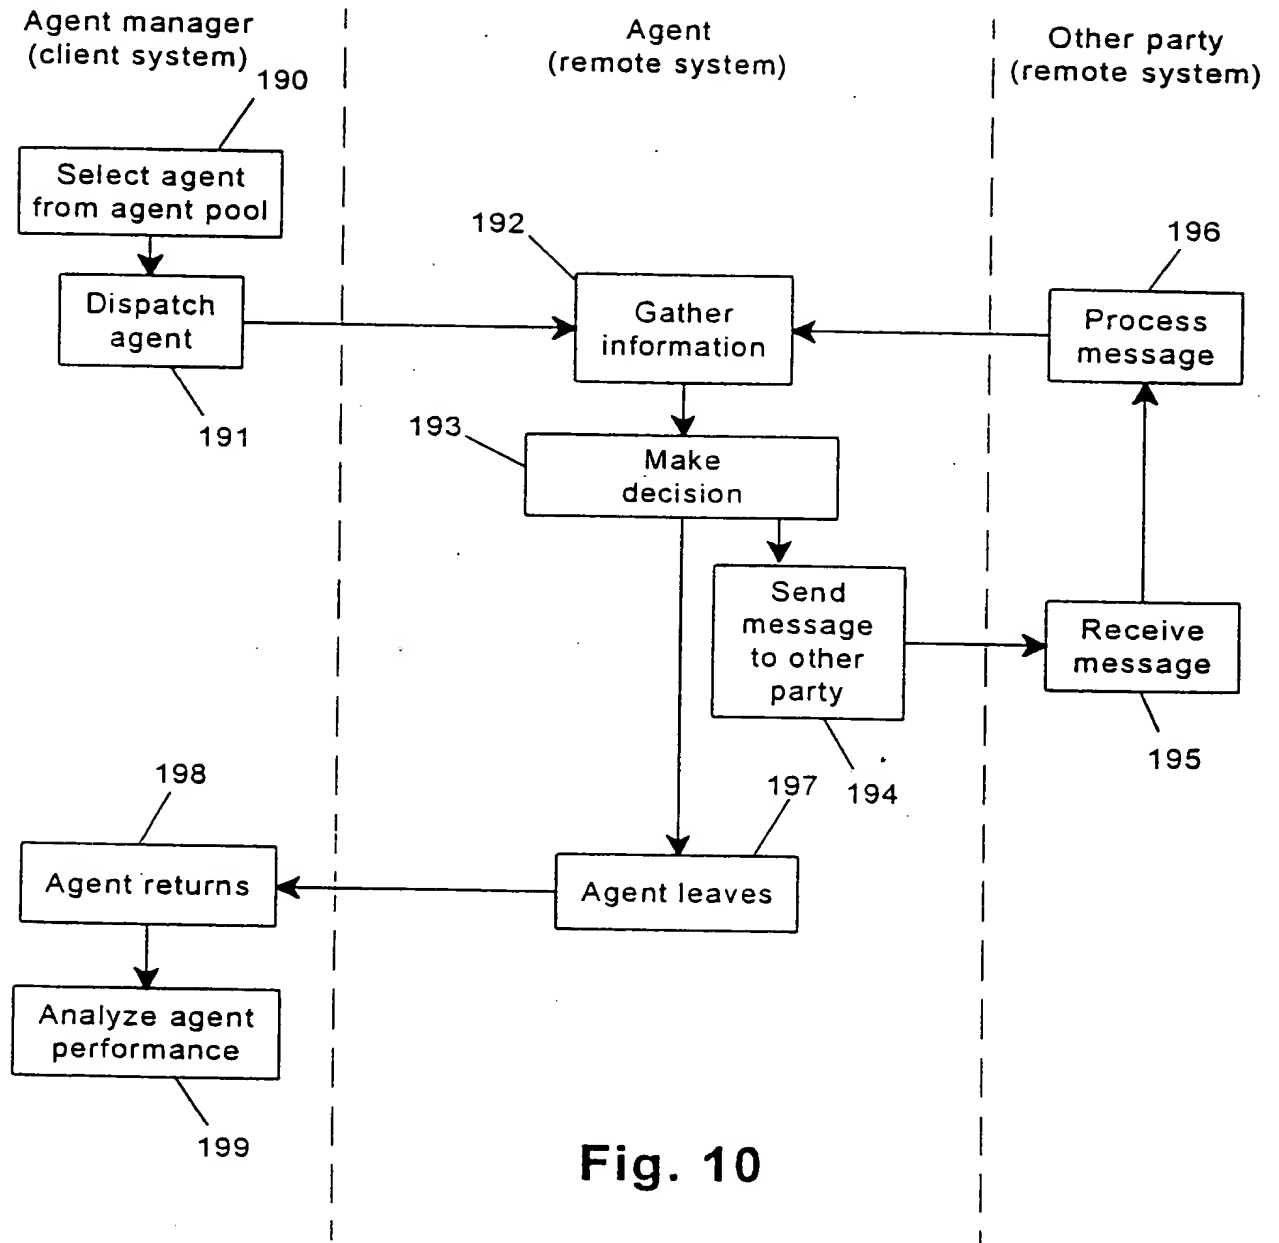 Agent manager
(client system)
Agent
(remote system)
Other party
(remote system)
190
Select agent
from agent pool
192
196
Dispatch
agent
Gather
information
Process
message
191
193
Make
decision
Send
message
to other
party
Receive
message
195
194
198
197
Agent returns
Agent leaves
Analyze agent
performance
199
Fig. 10